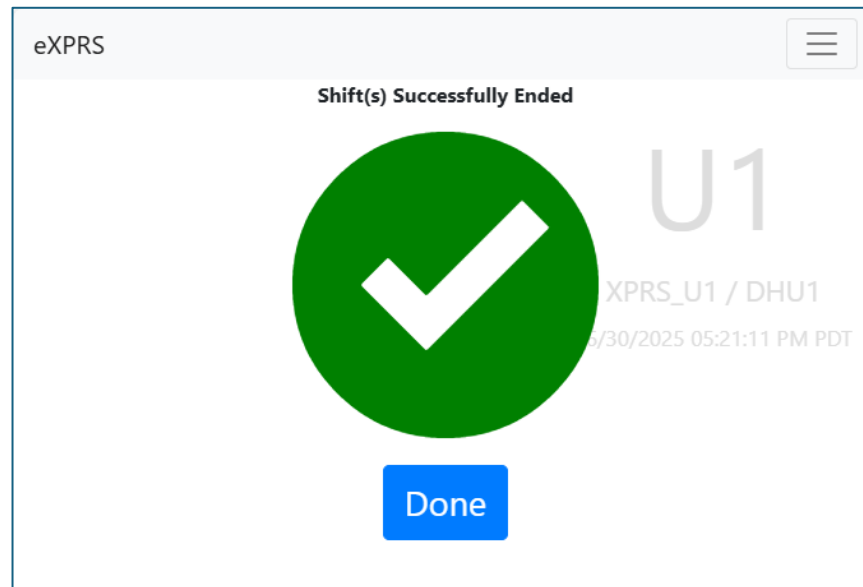 eXPRS
Shift(s) Successfully Ended
U1
XPRS_U1 / DHU1
/30/2025 05:21:11 PM PDT
Done